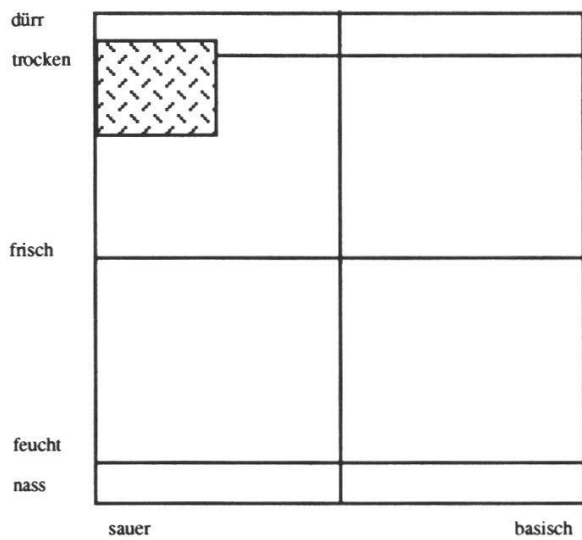 dürr
trocken
frisch
feucht
nass
sauer basisch